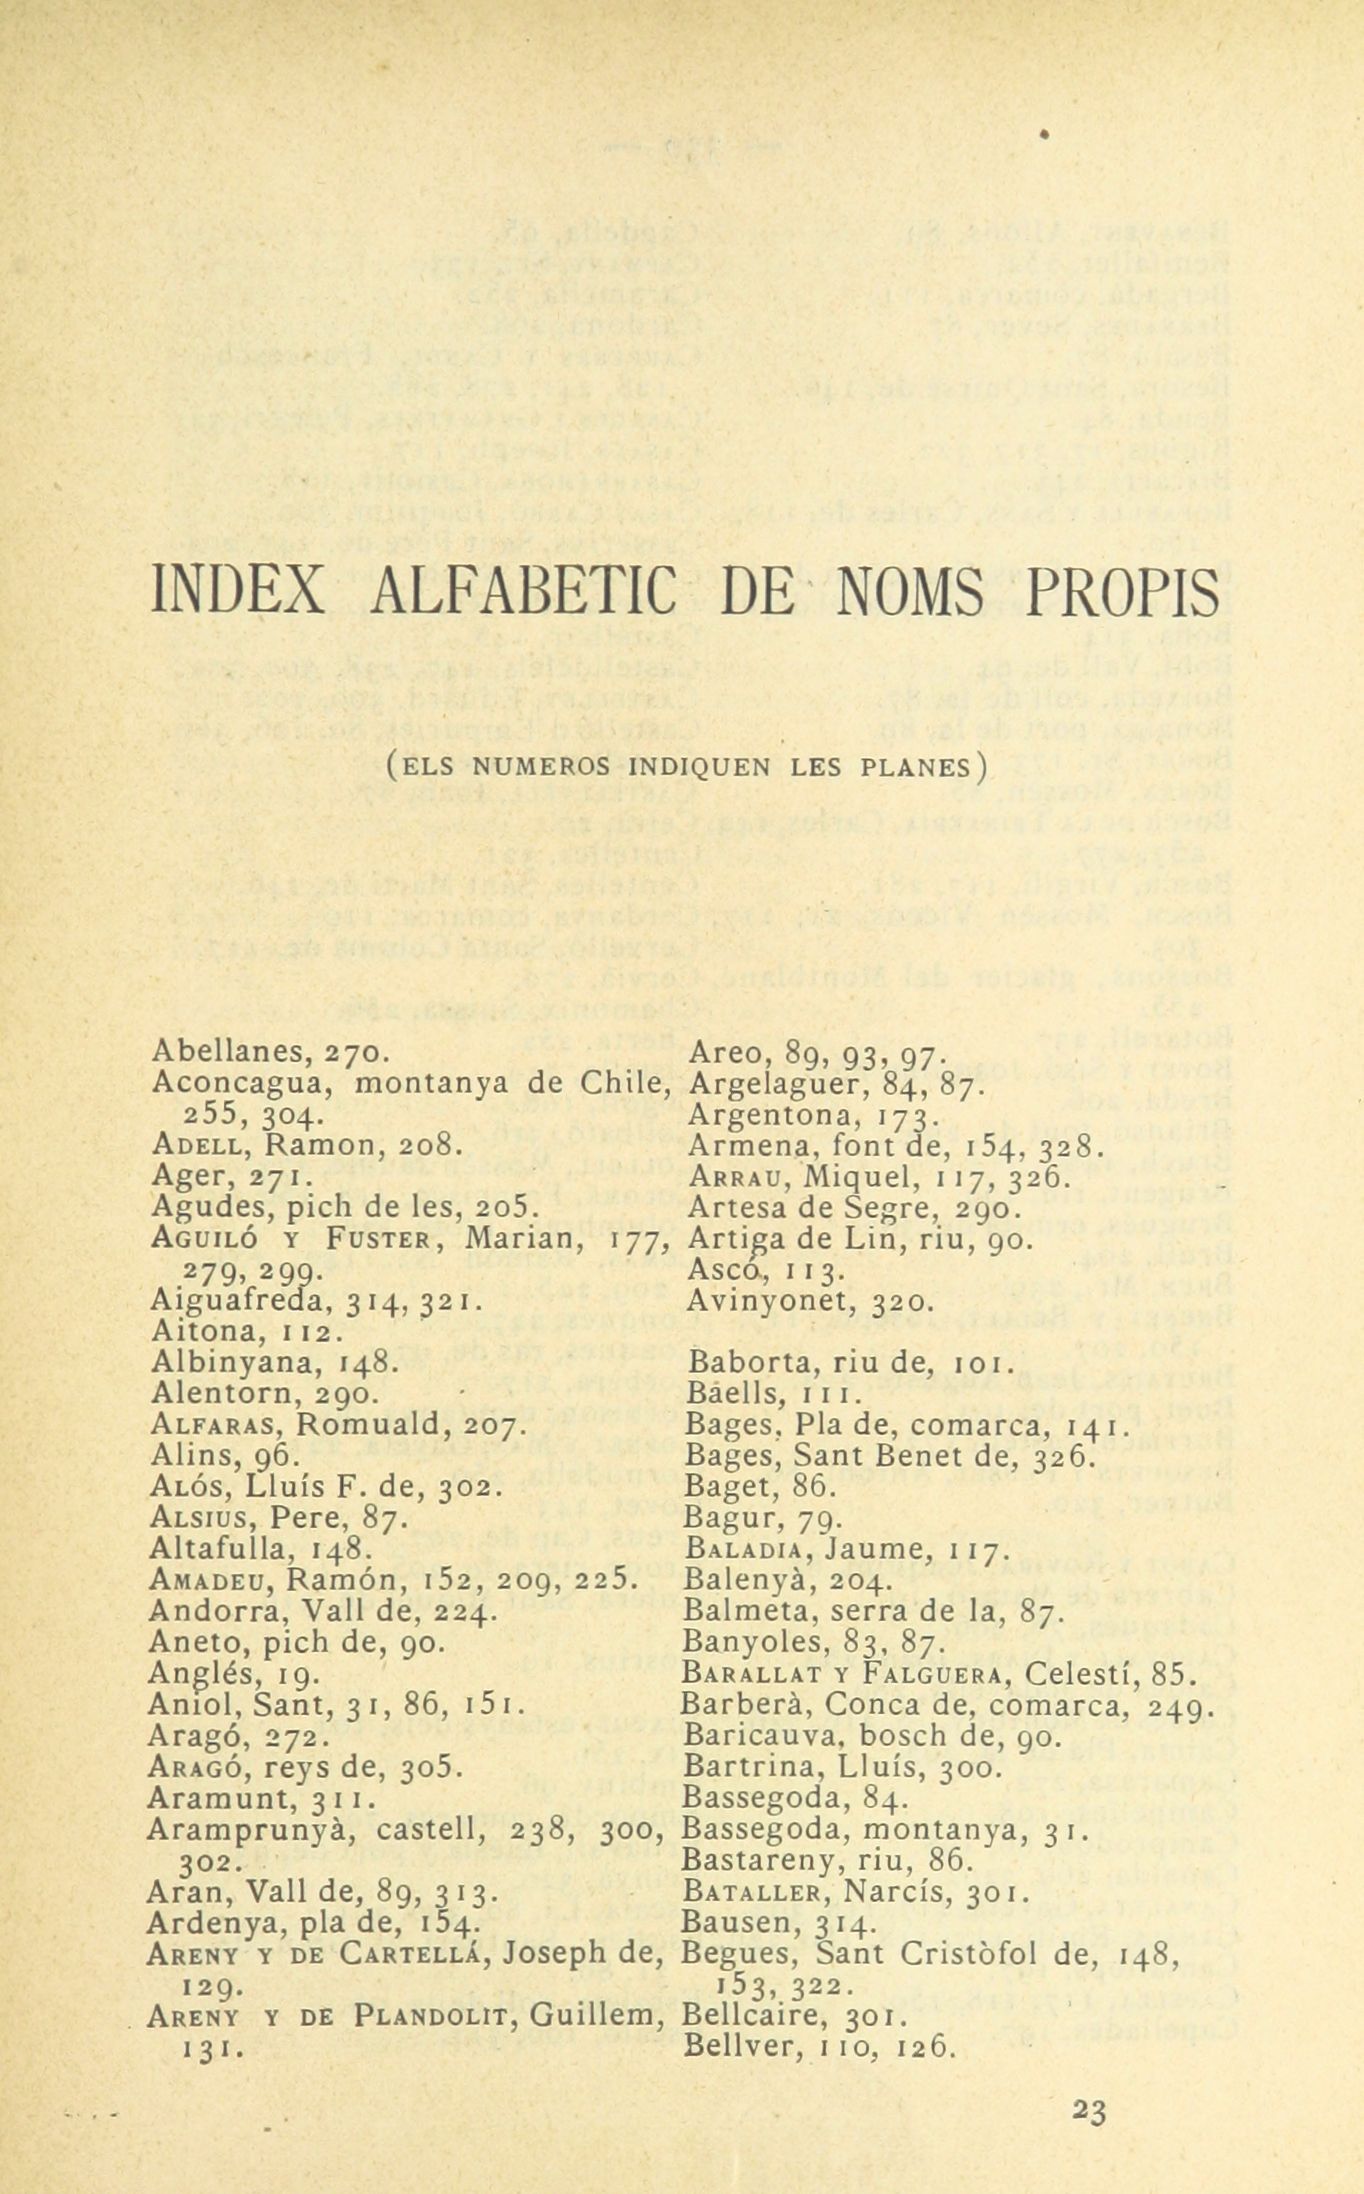 INDEX ALFABETIC DE NOMS PROPIS
(ELS NUMEROS INDIQUEN LES PLANES)
Abellanes, 270.
Aconcagua, montanya de Chile,
255, 304.
ADELL, Ramon, 208.
Ager, 271.
Agudes, pich de les, 205.
AGUILÓ Y FUSTER, Marian, 177,
279, 299.
Aiguafreda, 314, 321.
Aitona, 112.
Albinyana, 148.
Alentorn, 290.
ALFARAS, Romuald, 207.
Alins, 96.
ALÓS, Lluís F. de, 302.
ALSIUS, Pere, 87.
Altafulla, 148.
AMADEU, Ramón, 152, 209, 225.
Andorra, Vall de, 224.
Aneto, pich de, 90.
Anglés, 19.
Aniol, Sant, 31, 86, 151.
Aragó, 272.
ARAGÓ, reys de, 305.
Aramunt, 311.
Aramprunyà, castell, 238, 300,
302.
Aran, Vall de, 89, 313.
Ardenya, pla de, 154.
ARENY Y DE CARTELLÁ, Joseph de,
129.
ARENY Y DE PLANDOLIT, Guillem,
131.
Areo, 89, 93, 97.
Argelaguer, 84, 87.
Argentona, 173.
Armena, font de, 154, 328.
ARRAU, Miquel, 117, 326.
Artesa de Segre, 290.
Artiga de Lin, riu, 90.
Ascó, 113.
Avinyonet, 320.
Baborta, riu de, 101.
Baells, 111.
Bages, Pla de, comarca, 141.
Bages, Sant Benet de, 326.
Baget, 86.
Bagur, 79.
BALADIA, Jaume, 117.
Balenyà, 204.
Balmeta, serra de la, 87.
Banyoles, 83, 87.
BARALLAT Y FALGUERA, Celestí, 85.
Barberà, Conca de, comarca, 249.
Baricauva, bosch de, 90.
Bartrina, Lluís, 300.
Bassegoda, 84.
Bassegoda, montanya, 31.
Bastareny, riu, 86.
BATALLER, Narcís, 301.
Bausen, 314.
Begues, Sant Cristòfol de, 148,
153, 322.
Bellcaire, 301.
Bellver, 110, 126.
23